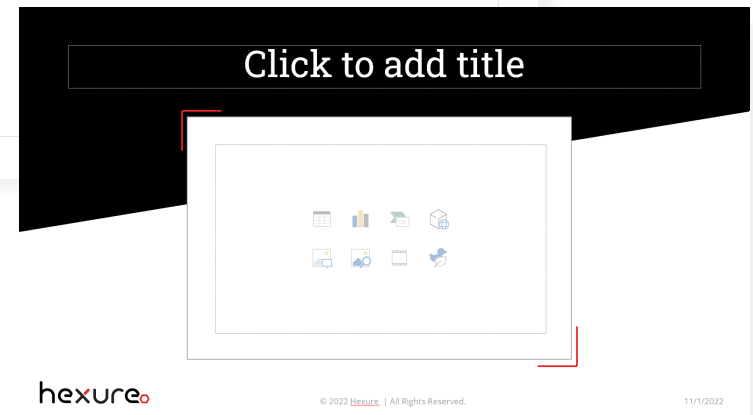 Click to add title
hexure
© 2022 Hexure | All Rights Reserved.
11/1/2022